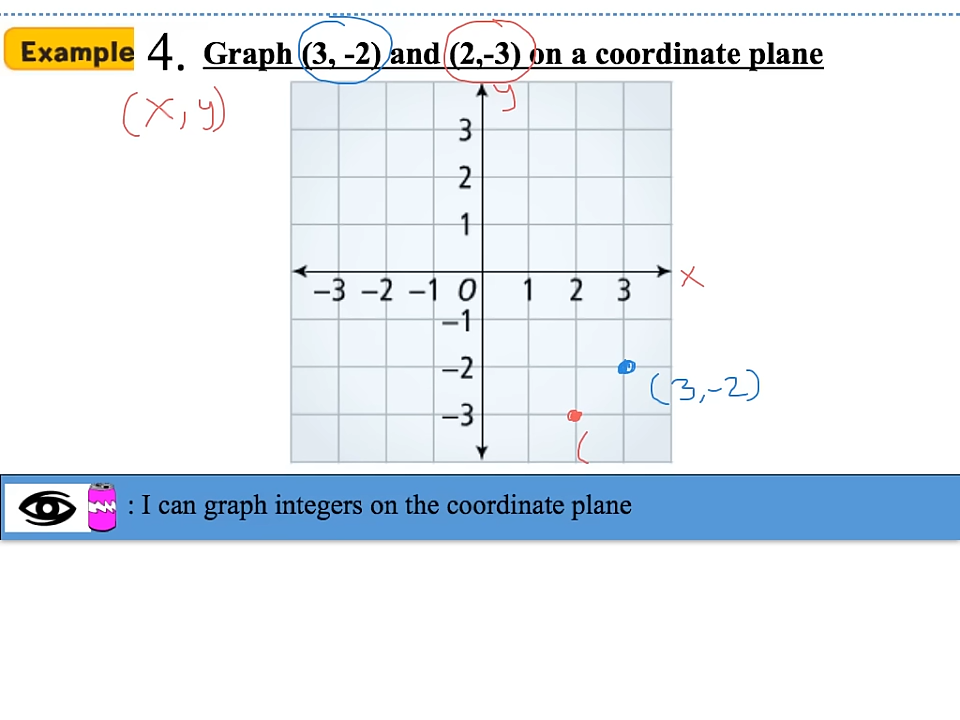 Example 4. Graph (3, -2) and (2,-3) on a coordinate plane
(x, y)
y
3
2
1
x
−3 −2 −1 O 1 2 3
−1
−2
(3,-2)
−3
(
: I can graph integers on the coordinate plane